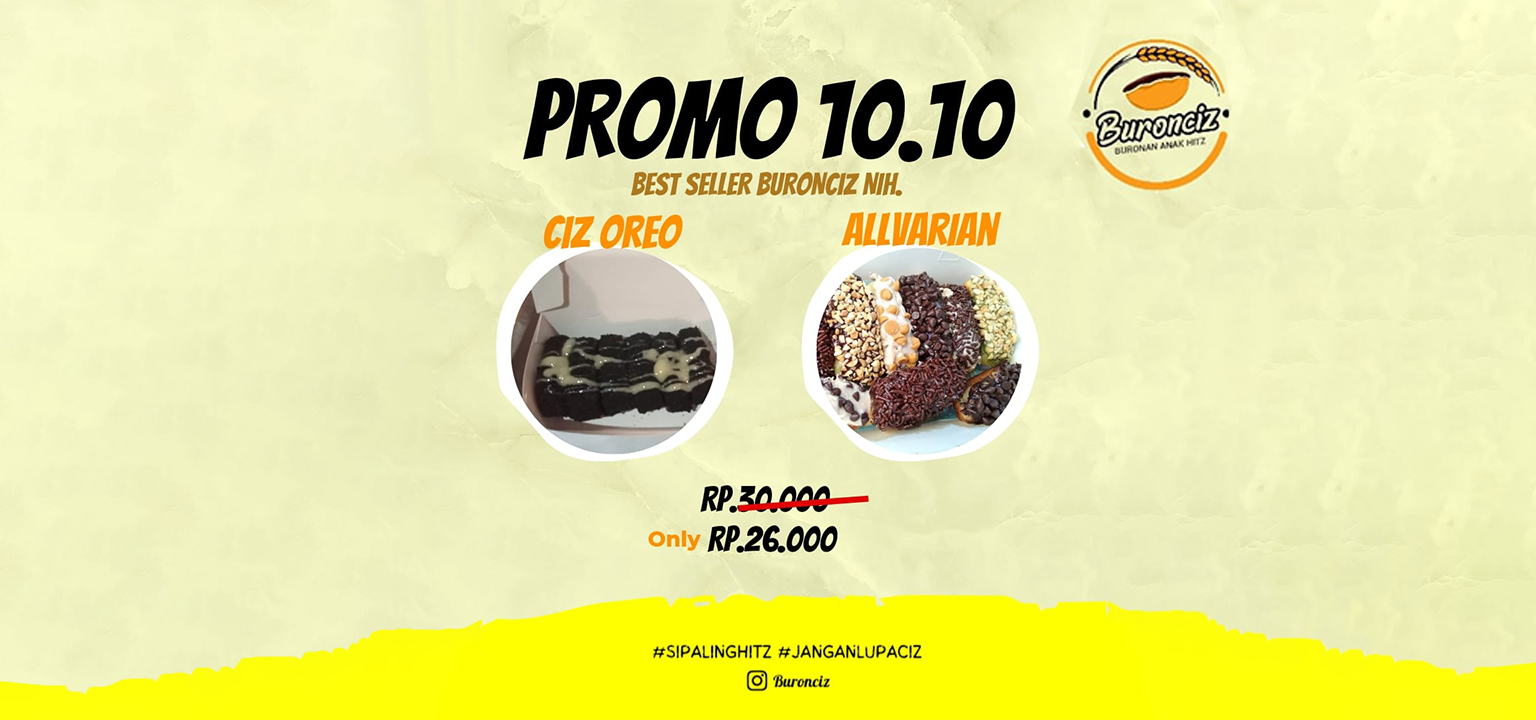 PROMO 10.10
Buronciz
BURONAN ANAK HITZ
BEST SELLER BURONCIZ NIH.
CIZ OREO
ALLVARIAN
RP.30.000
Only RP.26.000
#SIPALINGHITZ #JANGANLUPACIZ
Buronciz